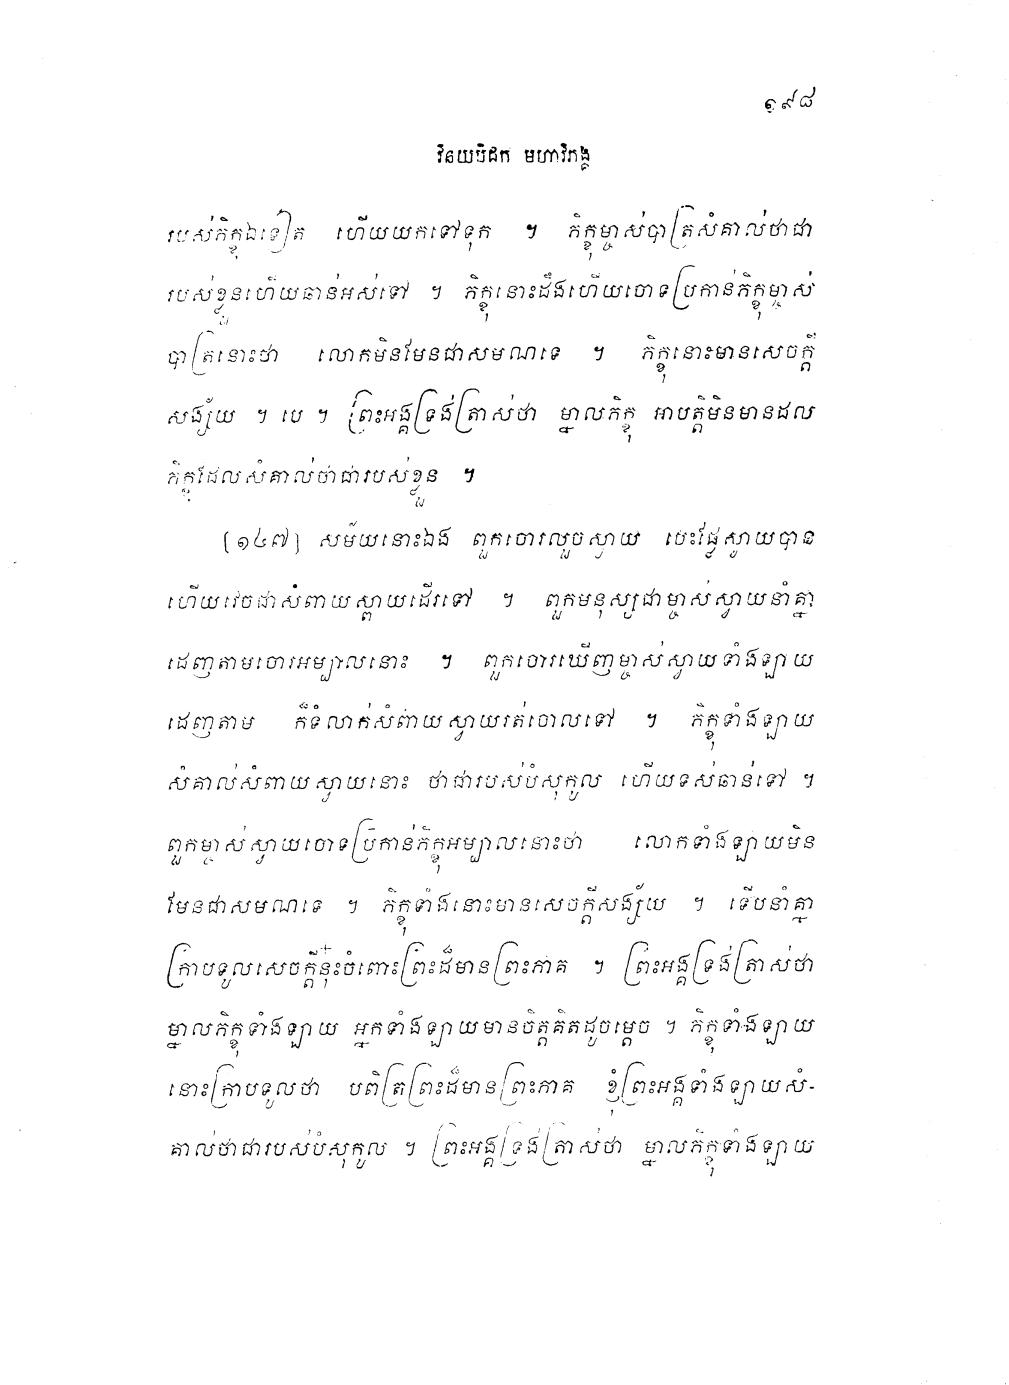 ១៩៨
វិនយបិដក មហាវិភង្គ
របស់ភិក្ខុឯទៀត ហើយយកទៅទុក ។ ភិក្ខុម្ចាស់បាត្រសំគាល់ថាជា
របស់ខ្លួនហើយឆាន់អស់ទៅ ។ ភិក្ខុនោះដឹងហើយចោទប្រកាន់ភិក្ខុម្ចាស់
បាត្រនោះថា លោកមិនមែនជាសមណទេ ។ ភិក្ខុនោះមានសេចក្តី
សង្ស័យ ។ បេ ។ ព្រះអង្គទ្រង់ត្រាស់ថា ម្នាលភិក្ខុ អាបត្តិមិនមានដល់
ភិក្ខុដែលសំគាល់ថាជារបស់ខ្លួន ។
[១៤៧] សម័យនោះឯង ពួកចោរលួចស្វាយ បេះផ្លែស្វាយបាន
ហើយវេចជាសំពាយស្ពាយដើរទៅ ។ ពួកមនុស្សជាម្ចាស់ស្វាយនាំគ្នា
ដេញតាមចោរអម្បាលនោះ ។ ពួកចោរឃើញម្ចាស់ស្វាយទាំងឡាយ
ដេញតាម ក៏ទំលាក់សំពាយស្វាយរត់ចោលទៅ ។ ភិក្ខុទាំងឡាយ
សំគាល់សំពាយស្វាយនោះ ថាជារបស់បំសុកូល ហើយទស់ឆាន់ទៅ ។
ពួកម្ចាស់ស្វាយចោទប្រកាន់ភិក្ខុអម្បាលនោះថា លោកទាំងឡាយមិន
មែនជាសមណទេ ។ ភិក្ខុទាំងនោះមានសេចក្តីសង្ស័យ ។ ទើបនាំគ្នា
ក្រាបទូលសេចក្តីនុ៎ះចំពោះព្រះដ៏មានព្រះភាគ ។ ព្រះអង្គទ្រង់ត្រាស់ថា
ម្នាលភិក្ខុទាំងឡាយ អ្នកទាំងឡាយមានចិត្តគិតដូចម្តេច ។ ភិក្ខុទាំងឡាយ
នោះក្រាបទូលថា បពិត្រព្រះដ៏មានព្រះភាគ ខ្ញុំព្រះអង្គទាំងឡាយសំ-
គាល់ថាជារបស់បំសុកូល ។ ព្រះអង្គទ្រង់ត្រាស់ថា ម្នាលភិក្ខុទាំងឡាយ